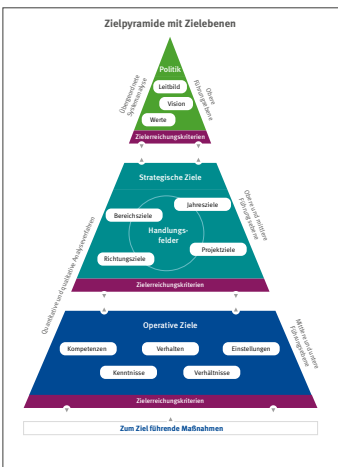 Zielpyramide mit Zielebenen
Übergeordnete
Systemanalyse
Politik
Leitbild
Vision
Werte
Obere
Führungsebene
Zielerreichungskriterien
Strategische Ziele
Jahresziele
Bereichsziele
Handlungs-
felder
Projektziele
Richtungsziele
Obere und mittlere
Führungsebene
Quantitative und qualitative Analyseverfahren
Zielerreichungskriterien
Operative Ziele
Kompetenzen
Verhalten
Einstellungen
Kenntnisse
Verhältnisse
Mittlere und untere
Führungsebene
Zielerreichungskriterien
Zum Ziel führende Maßnahmen